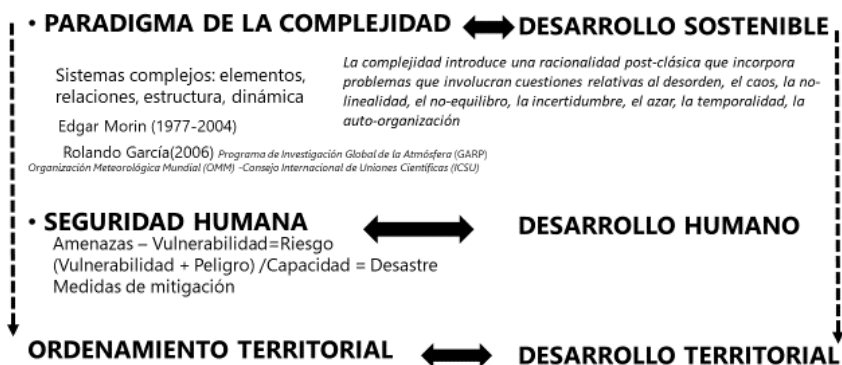 • PARADIGMA DE LA COMPLEJIDAD
DESARROLLO SOSTENIBLE
Sistemas complejos: elementos,
relaciones, estructura, dinámica
Edgar Morin (1977-2004)
Rolando García(2006) Programa de Investigación Global de la Atmósfera (GARP)
Organización Meteorológica Mundial (OMM) -Consejo Internacional de Uniones Científicas (ICSU)
La complejidad introduce una racionalidad post-clásica que incorpora
problemas que involucran cuestiones relativas al desorden, el caos, la no-
linealidad, el no-equilibro, la incertidumbre, el azar, la temporalidad, la
auto-organización
• SEGURIDAD HUMANA
DESARROLLO HUMANO
Amenazas – Vulnerabilidad=Riesgo
(Vulnerabilidad + Peligro) /Capacidad = Desastre
Medidas de mitigación
ORDENAMIENTO TERRITORIAL
DESARROLLO TERRITORIAL